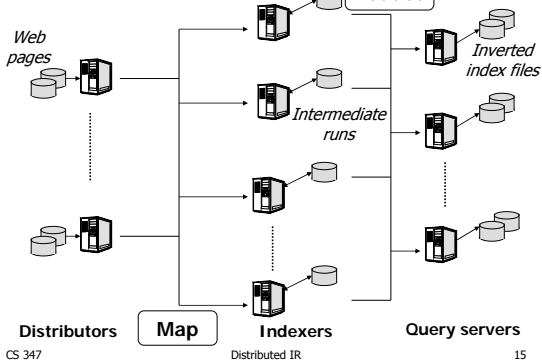 Web
pages
Inverted
index files
Intermediate
runs
Distributors
Map
Indexers
Query servers
CS 347
Distributed IR
15